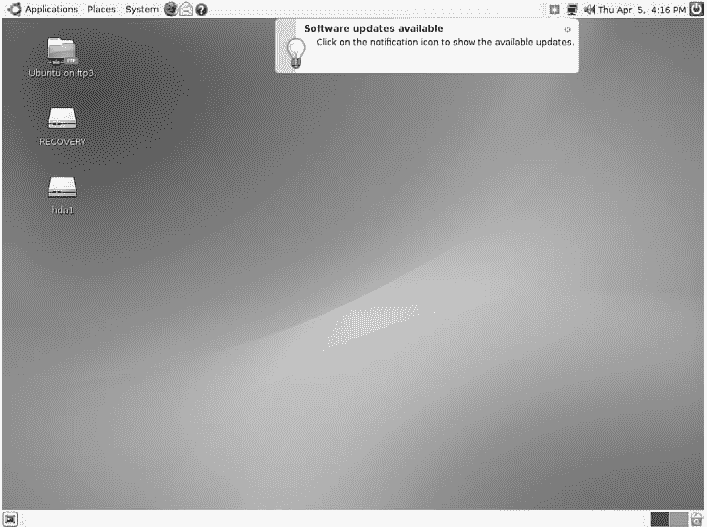 Applications Places System
Thu Apr 5, 4:16 PM
Software updates available
Click on the notification icon to show the available updates.
Ubuntu on ftp3.
RECOVERY
hda1